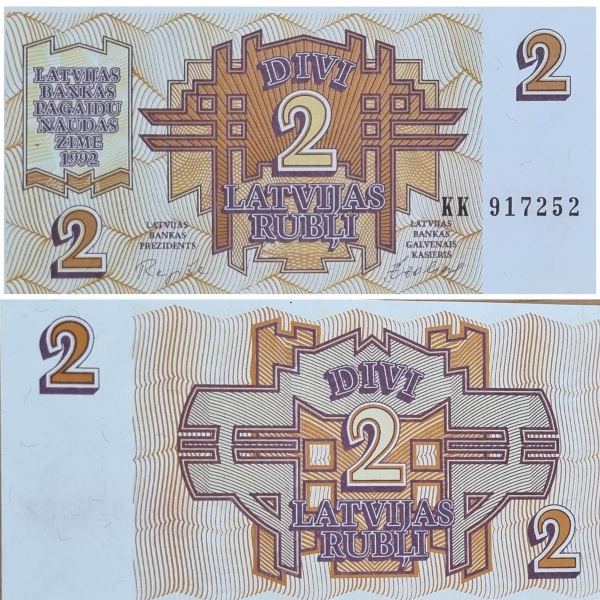 LATVIJAS
BANKAS
PAGAIDU
NAUDAS
ZĪME
1992
DIVI
2
LATVIJAS
RUBĻI
2
KK 917252
2
LATVIJAS
BANKAS
PREZIDENTS
LATVIJAS
BANKAS
GALVENAIS
KASIERIS
2
DIVI
2
LATVIJAS
RUBĻI
2